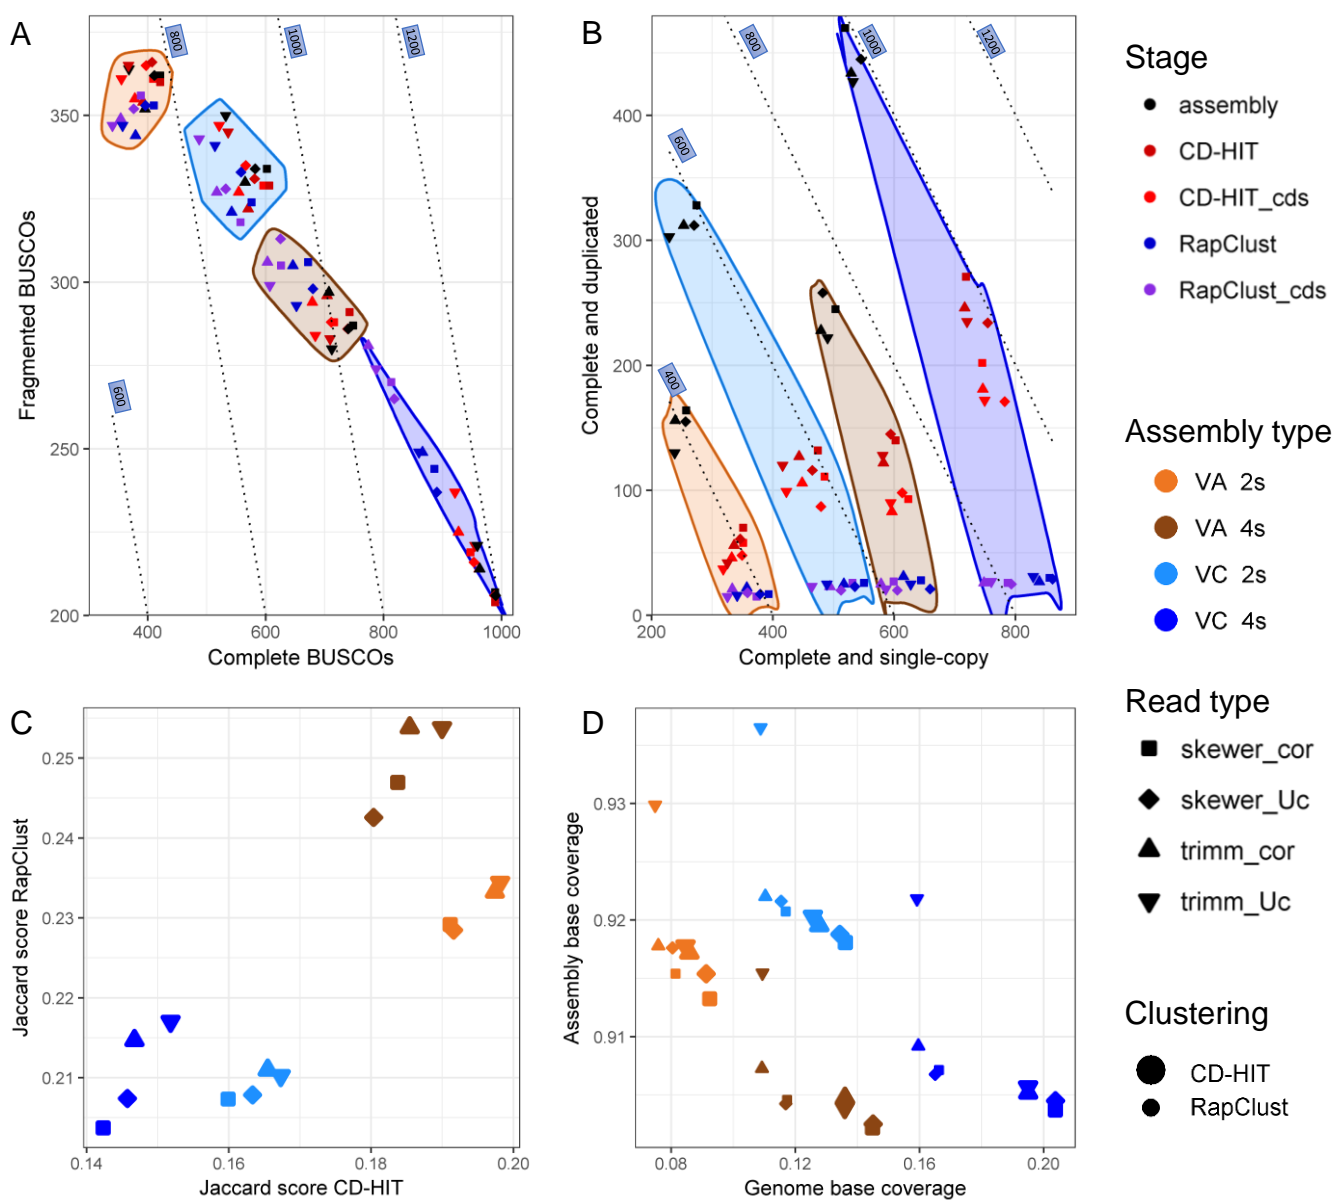 A
800
1000
1200
600
350
300
250
200
400
600
800
1000
Fragmented BUSCOs
Complete BUSCOs
B
800
1000
1200
600
400
400
300
200
100
0
200
400
600
800
Complete and duplicated
Complete and single-copy
Stage
assembly
CD-HIT
CD-HIT_cds
RapClust
RapClust_cds
Assembly type
VA 2s
VA 4s
VC 2s
VC 4s
Read type
skewer_cor
skewer_Uc
trimm_cor
trimm_Uc
Clustering
CD-HIT
RapClust
C
0.25
0.24
0.23
0.22
0.21
0.14
0.16
0.18
0.20
Jaccard score RapClust
Jaccard score CD-HIT
D
0.93
0.92
0.91
0.08
0.12
0.16
0.20
Assembly base coverage
Genome base coverage